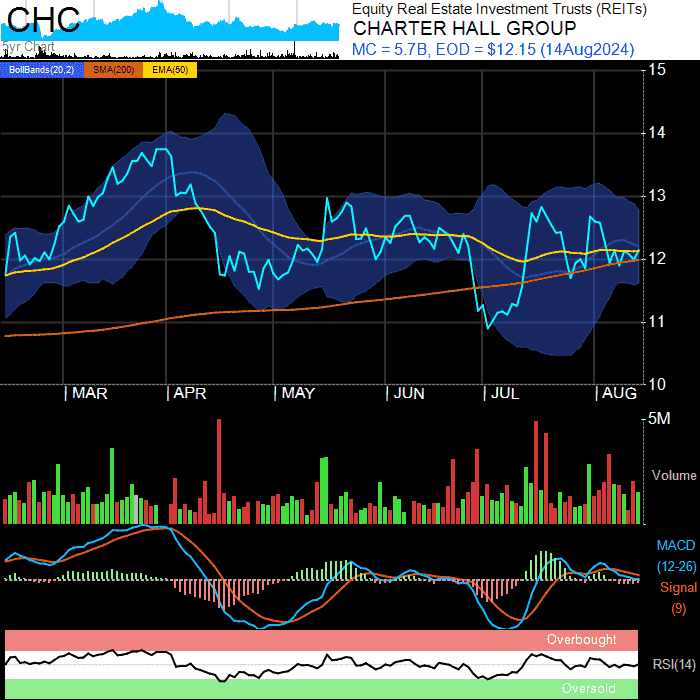 CHC
Equity Real Estate Investment Trusts (REITs)
CHARTER HALL GROUP
MC = 5.7B, EOD = $12.15 (14Aug2024)
5yr Chart
BollBands(20,2) SMA(200) EMA(50)
15
14
13
12
11
10
| MAR | APR | MAY | JUN | JUL | AUG
5M
Volume
MACD
(12-26)
Signal
(9)
Overbought
RSI(14)
Oversold